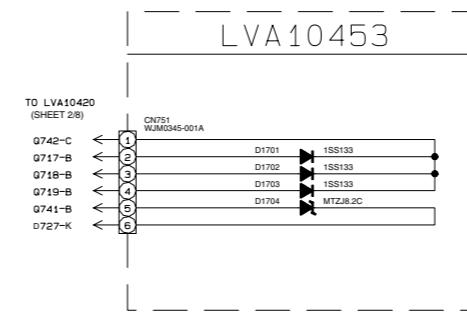 LVA10453
TO LVA10420
(SHEET 2/8)
CN751
WJM0345-001A
Q742-C 1
Q717-B 2 D1701 1SS133
Q718-B 3 D1702 1SS133
Q719-B 4 D1703 1SS133
Q741-B 5 D1704 MTZJ8.2C
D727-K 6